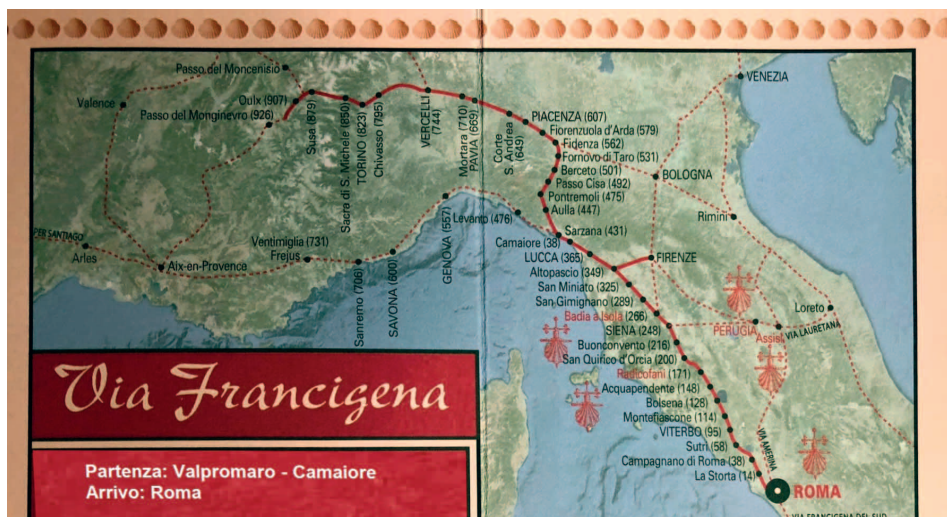 VENEZIA
Passo del Moncenisio
Valence
Oulx (907)
Passo del Monginevro (926)
Susa (879)
Sacra di S. Michele (850)
TORINO (823)
Chivasso (795)
VERCELLI
(744)
Mortara (710)
PAVIA (669)
Corte
S. Andrea
(649)
PIACENZA (607)
Fiorenzuola d'Arda (579)
Fidenza (562)
Fornovo di Taro (531)
Berceto (501)
Passo Cisa (492)
Pontremoli (475)
Aulla (447)
Sarzana (431)
BOLOGNA
Rimini
PER SANTIAGO
Arles
Aix-en-Provence
Ventimiglia (731)
Frejus
Sanremo (706)
SAVONA (600)
GENOVA (557)
Levanto (476)
Camaiore (38)
LUCCA (365)
FIRENZE
Altopascio (349)
San Miniato (325)
San Gimignano (289)
Badia a Isola (266)
SIENA (248)
Buonconvento (216)
San Quirico d'Orcia (200)
Radicofani (171)
Acquapendente (148)
Bolsena (128)
Montefiascone (114)
VITERBO (95)
Sutri (58)
Campagnano di Roma (38)
La Storta (14)
Loreto
PERUGIA
Assisi
VIA LAURETANA
VIA AMERINA
ROMA
VIA FRANCIGENA DEL SUD
Via Francigena
Partenza: Valpromaro - Camaiore
Arrivo: Roma